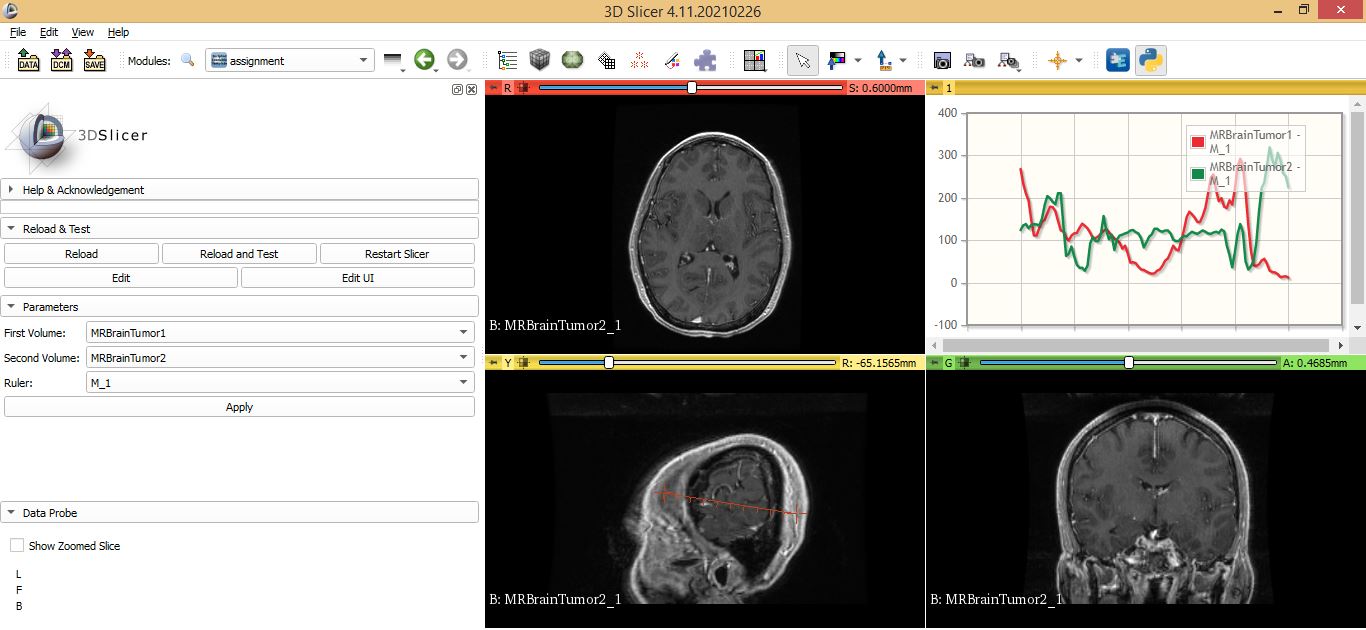 3D Slicer 4.11.20210226
File Edit View Help
DATA DCM SAVE Modules: assignment
3DSlicer
Help & Acknowledgement
Reload & Test
Reload Reload and Test Restart Slicer
Edit Edit UI
Parameters
First Volume: MRBrainTumor1
Second Volume: MRBrainTumor2
Ruler: M_1
Apply
Data Probe
Show Zoomed Slice
L
F
B
R S: 0.6000mm
B: MRBrainTumor2_1
1
400
300
200
100
0
-100
MRBrainTumor1 -
M_1
MRBrainTumor2 -
M_1
Y R: -65.1565mm
B: MRBrainTumor2_1
G A: 0.4685mm
B: MRBrainTumor2_1